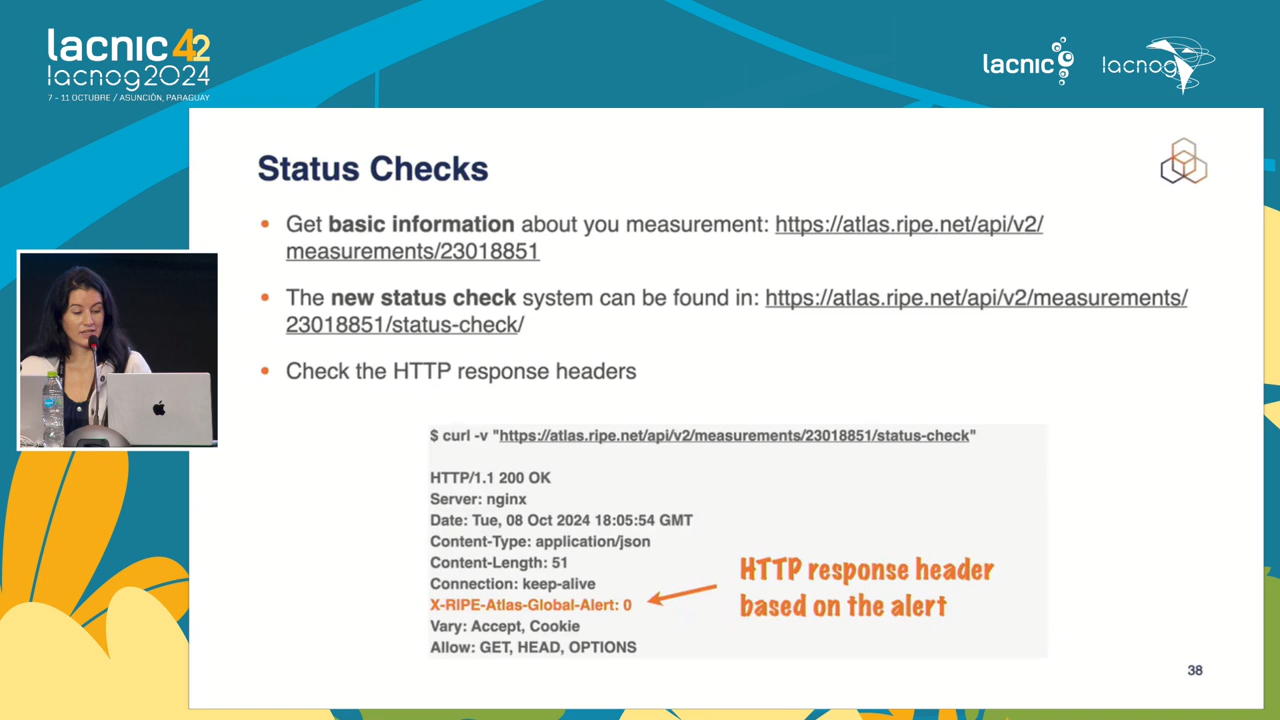 lacnic 42
lacnog 2024
7 - 11 OCTUBRE / ASUNCIÓN, PARAGUAY
lacnic
lacnog
Status Checks
• Get basic information about you measurement: https://atlas.ripe.net/api/v2/
measurements/23018851
• The new status check system can be found in: https://atlas.ripe.net/api/v2/measurements/
23018851/status-check/
• Check the HTTP response headers
$ curl -v "https://atlas.ripe.net/api/v2/measurements/23018851/status-check"
HTTP/1.1 200 OK
Server: nginx
Date: Tue, 08 Oct 2024 18:05:54 GMT
Content-Type: application/json
Content-Length: 51
Connection: keep-alive
X-RIPE-Atlas-Global-Alert: 0
Vary: Accept, Cookie
Allow: GET, HEAD, OPTIONS
HTTP response header
based on the alert
38